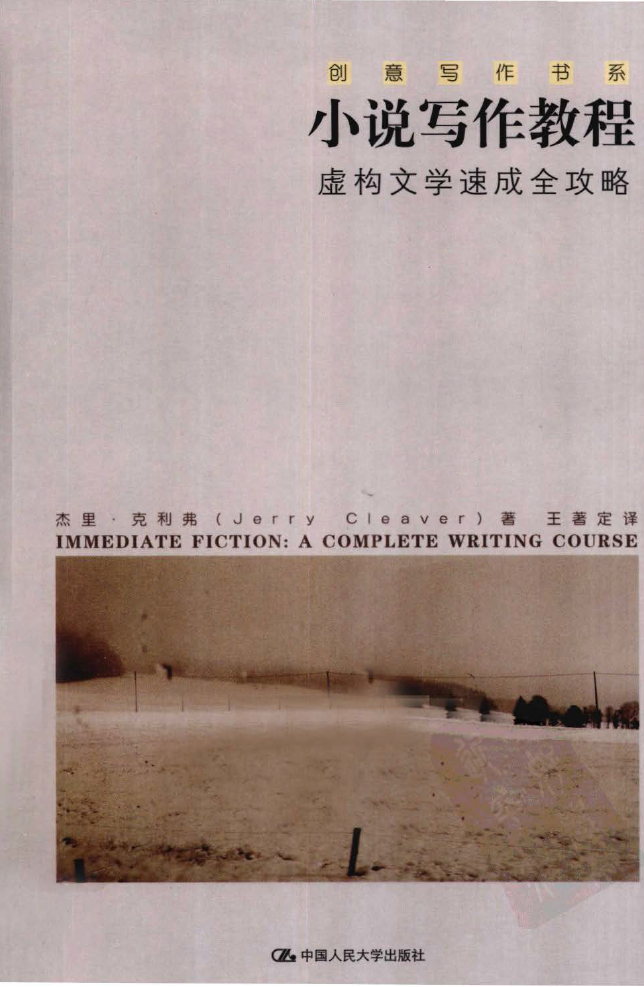 创意写作书系
小说写作教程
虚构文学速成全攻略
杰里·克利弗（Jerry Cleaver）著 王著定 译
IMMEDIATE FICTION: A COMPLETE WRITING COURSE
中国人民大学出版社